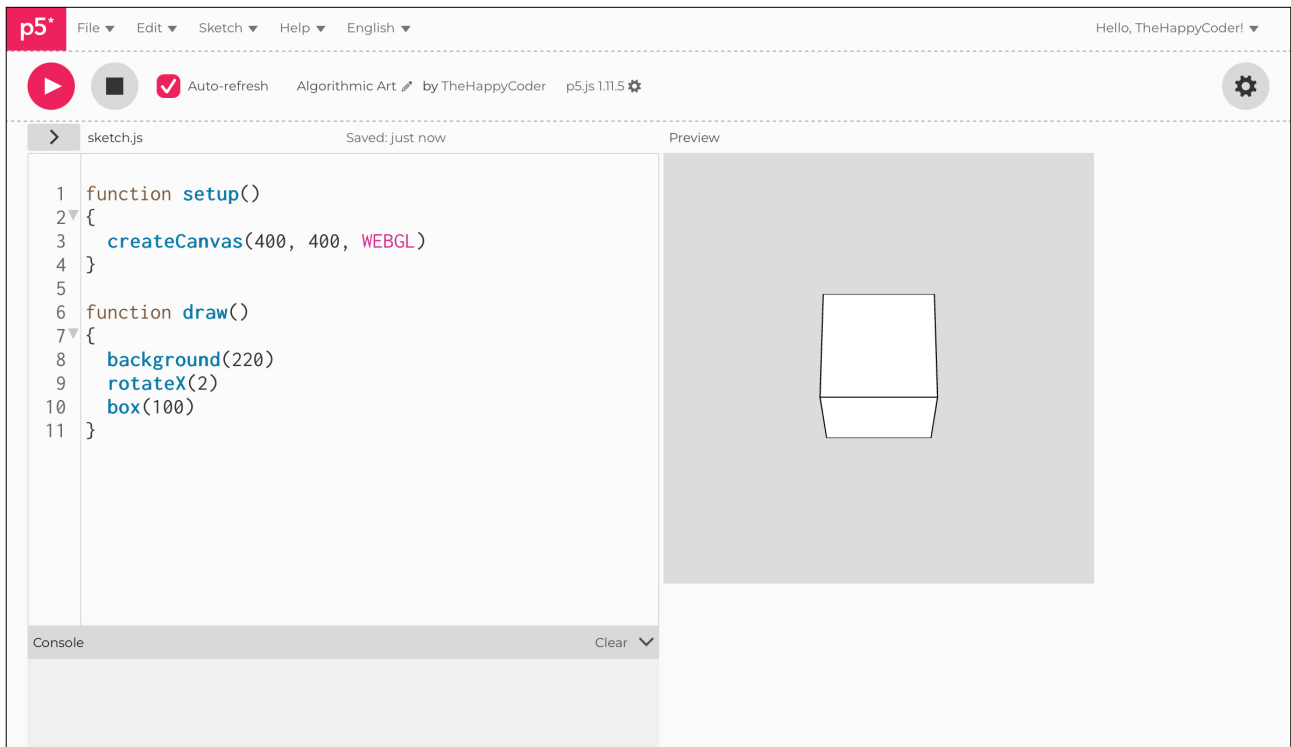 p5* File Edit Sketch Help English Hello, TheHappyCoder!
Auto-refresh Algorithmic Art by TheHappyCoder p5.js 1.11.5
sketch.js Saved: just now Preview
1 function setup()
2 {
3 createCanvas(400, 400, WEBGL)
4 }
5
6 function draw()
7 {
8 background(220)
9 rotateX(2)
10 box(100)
11 }
Console Clear